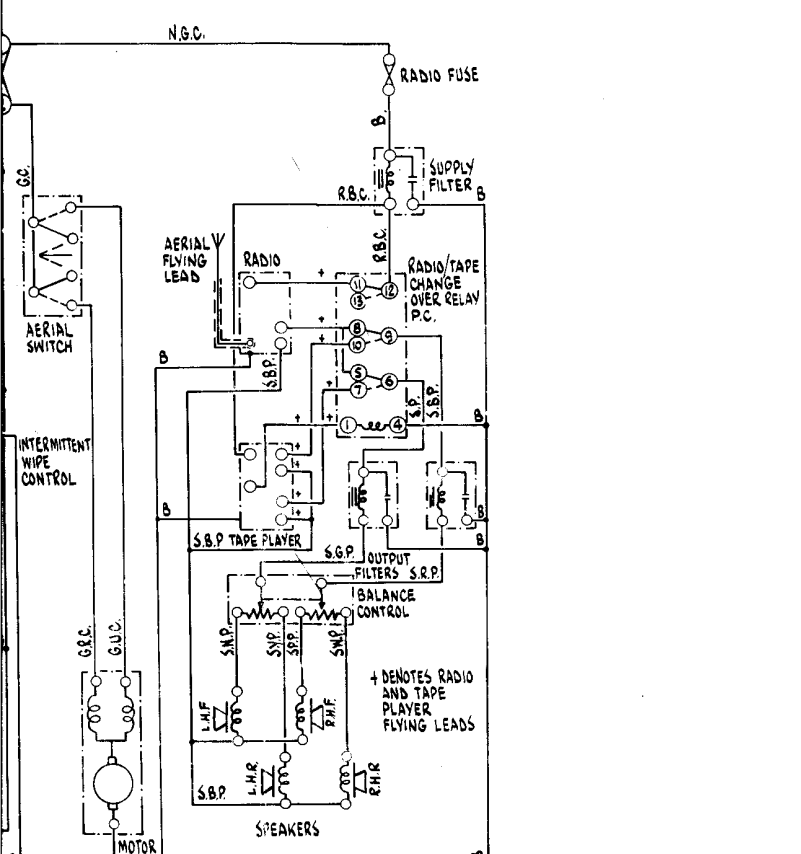 N.G.C.
RADIO FUSE
B.
G.C.
SUPPLY
FILTER
R.B.C.
B
R.B.C.
AERIAL
FLYING
LEAD
RADIO
RADIO/TAPE
CHANGE
OVER RELAY
P.C.
+
11
12
13
AERIAL
SWITCH
+
8
9
10
+
B
S.B.P.
5
6
7
+
S.P.
S.B.P.
+
+
1
4
B
INTERMITTENT
WIPE
CONTROL
+
+
+
+
B
B
S.B.P TAPE PLAYER
B
S.G.P.
OUTPUT
FILTERS
S.R.P.
BALANCE
CONTROL
G.R.C.
G.U.C.
S.N.P.
S.Y.P.
S.P.P.
S.W.P.
+ DENOTES RADIO
AND TAPE
PLAYER
FLYING LEADS
L.H.F
R.H.F.
L.H.R.
R.H.R
S.B.P.
SPEAKERS
MOTOR